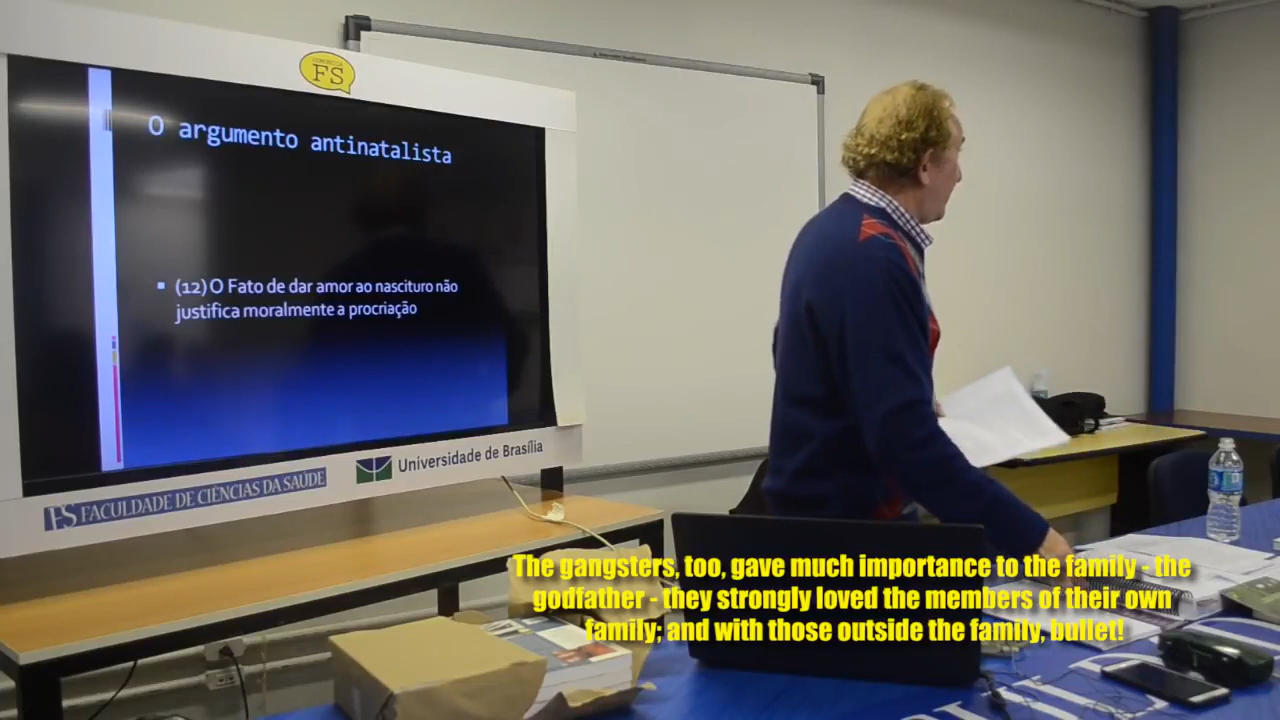 FS
O argumento antinatalista
(12) O Fato de dar amor ao nascituro não
justifica moralmente a procriação
FS FACULDADE DE CIÊNCIAS DA SAÚDE
Universidade de Brasília
The gangsters, too, gave much importance to the family - the
godfather - they strongly loved the members of their own
family; and with those outside the family, bullet!